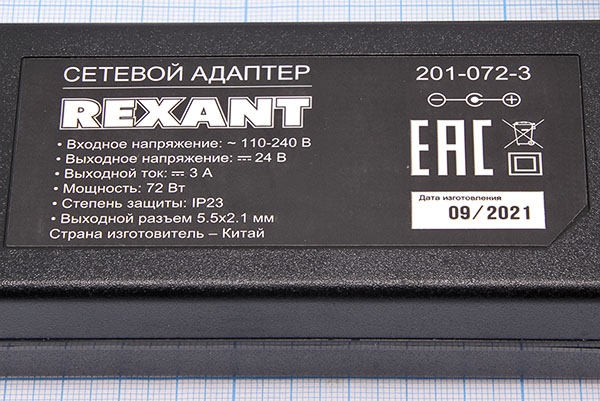 СЕТЕВОЙ АДАПТЕР
REXANT
• Входное напряжение: ~ 110-240 В
• Выходное напряжение: ⎓ 24 В
• Выходной ток: ⎓ 3 А
• Мощность: 72 Вт
• Степень защиты: IP23
• Выходной разъем 5.5х2.1 мм
Страна изготовитель – Китай
201-072-3
EAC
Дата изготовления
09/2021